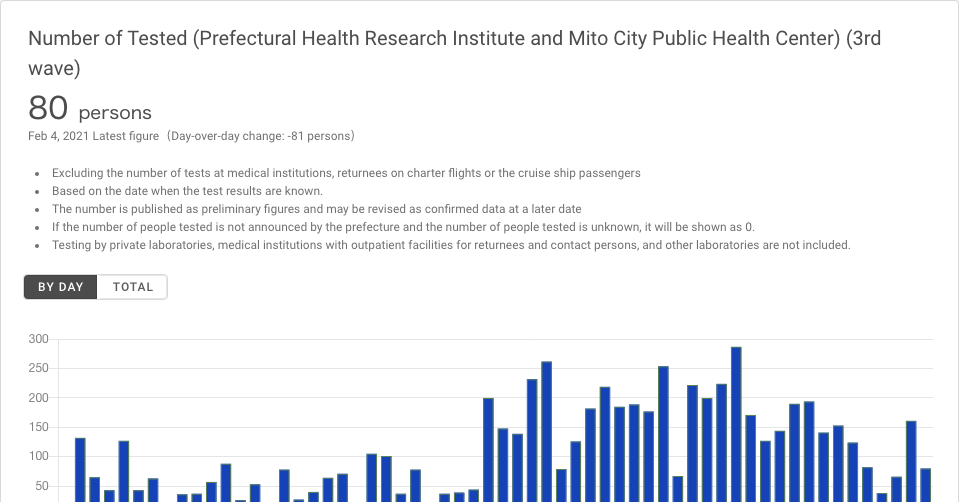 Number of Tested (Prefectural Health Research Institute and Mito City Public Health Center) (3rd
wave)
80 persons
Feb 4, 2021 Latest figure (Day-over-day change: -81 persons)
• Excluding the number of tests at medical institutions, returnees on charter flights or the cruise ship passengers
• Based on the date when the test results are known.
• The number is published as preliminary figures and may be revised as confirmed data at a later date
• If the number of people tested is not announced by the prefecture and the number of people tested is unknown, it will be shown as 0.
• Testing by private laboratories, medical institutions with outpatient facilities for returnees and contact persons, and other laboratories are not included.
BY DAY TOTAL
300
250
200
150
100
50